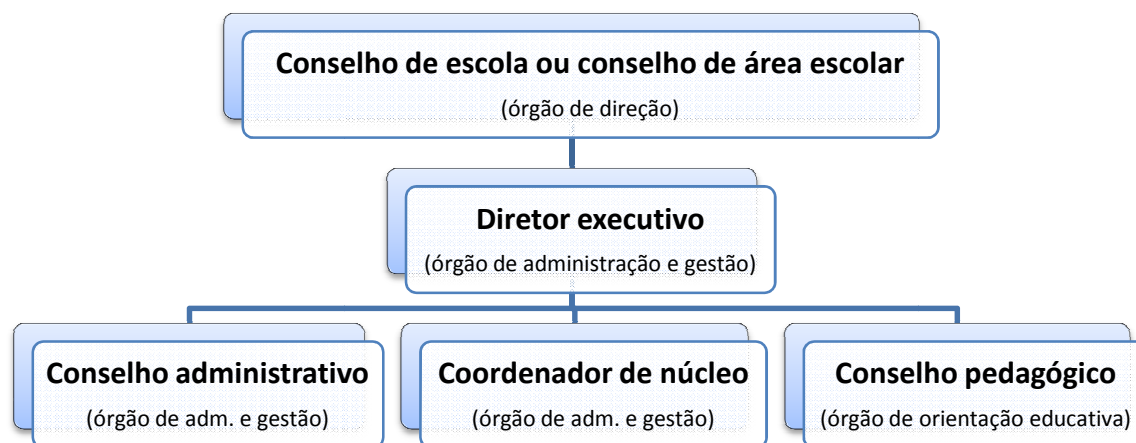 Conselho de escola ou conselho de área escolar
(órgão de direção)
Diretor executivo
(órgão de administração e gestão)
Conselho administrativo
(órgão de adm. e gestão)
Coordenador de núcleo
(órgão de adm. e gestão)
Conselho pedagógico
(órgão de orientação educativa)